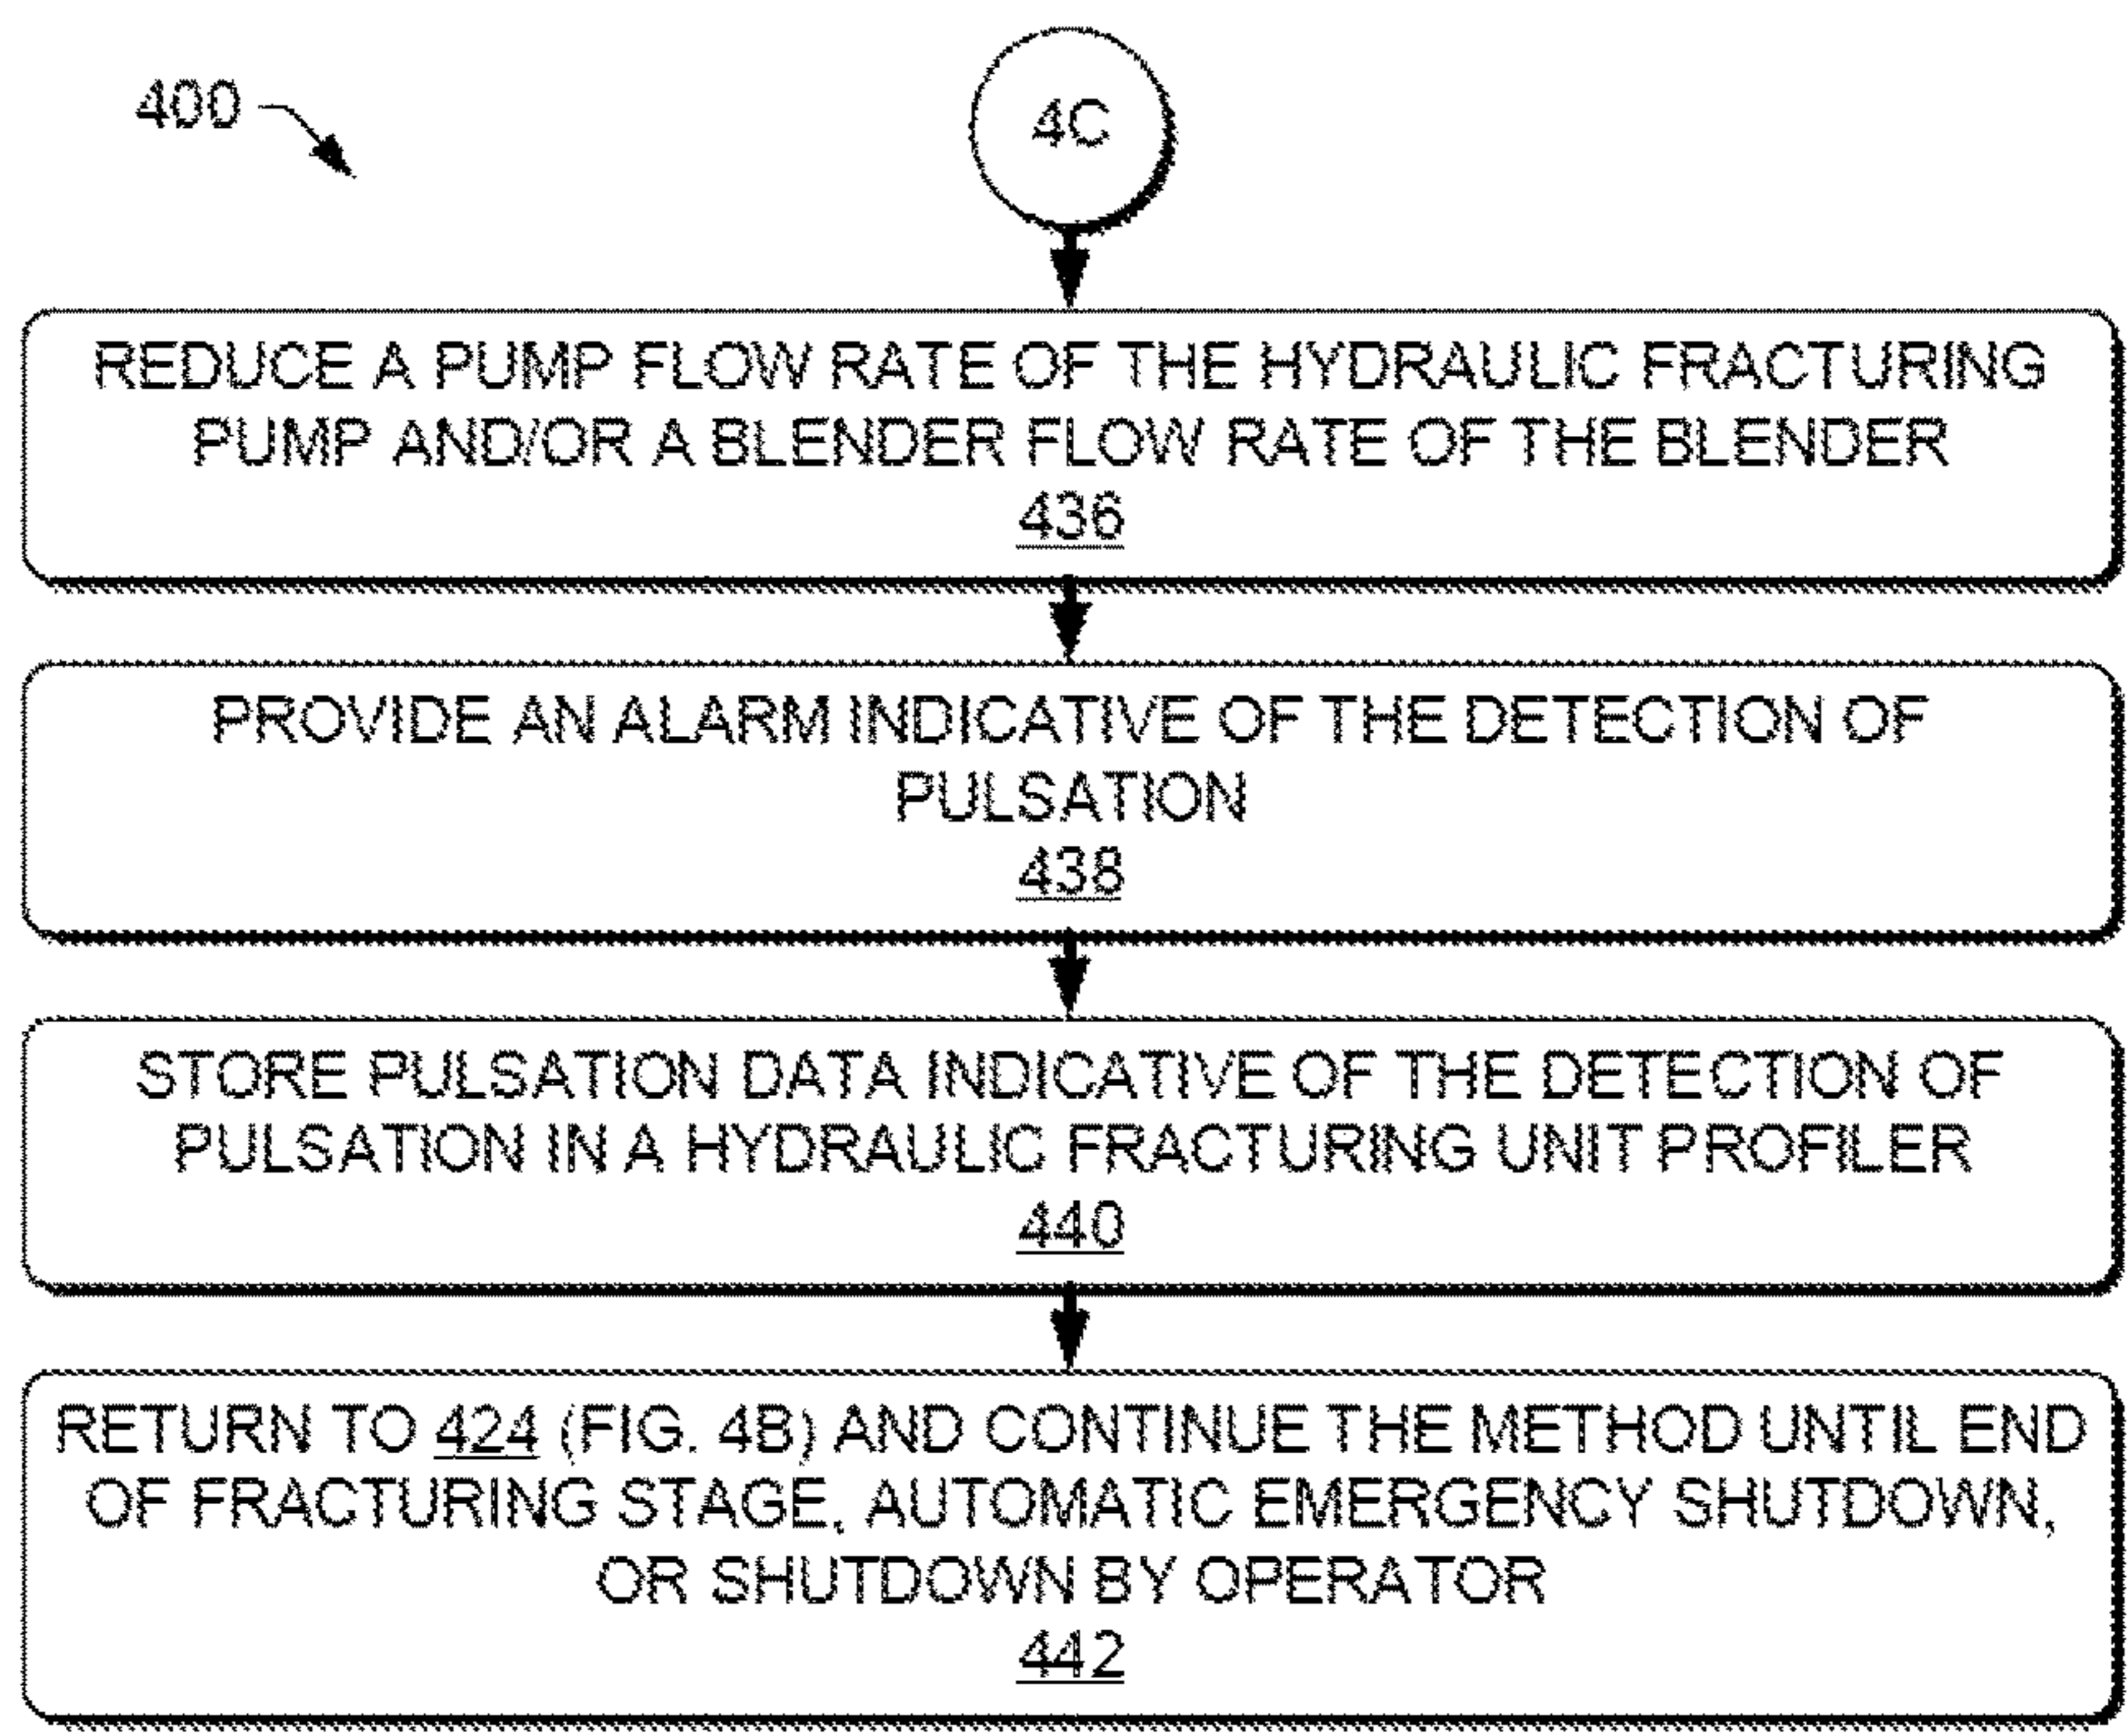 400
4C
REDUCE A PUMP FLOW RATE OF THE HYDRAULIC FRACTURING
PUMP AND/OR A BLENDER FLOW RATE OF THE BLENDER
436
PROVIDE AN ALARM INDICATIVE OF THE DETECTION OF
PULSATION
438
STORE PULSATION DATA INDICATIVE OF THE DETECTION OF
PULSATION IN A HYDRAULIC FRACTURING UNIT PROFILER
440
RETURN TO 424 (FIG. 4B) AND CONTINUE THE METHOD UNTIL END
OF FRACTURING STAGE, AUTOMATIC EMERGENCY SHUTDOWN,
OR SHUTDOWN BY OPERATOR
442